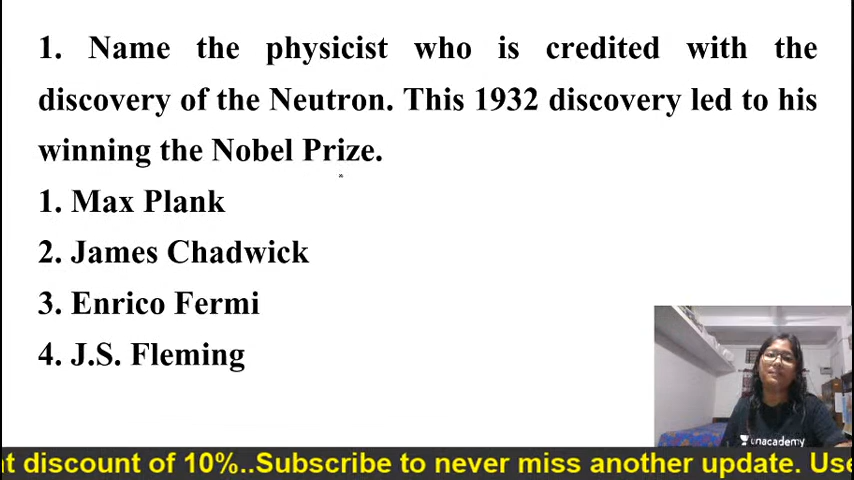 1. Name the physicist who is credited with the
discovery of the Neutron. This 1932 discovery led to his
winning the Nobel Prize.
1. Max Plank
2. James Chadwick
3. Enrico Fermi
4. J.S. Fleming
unacademy
t discount of 10%..Subscribe to never miss another update. Use